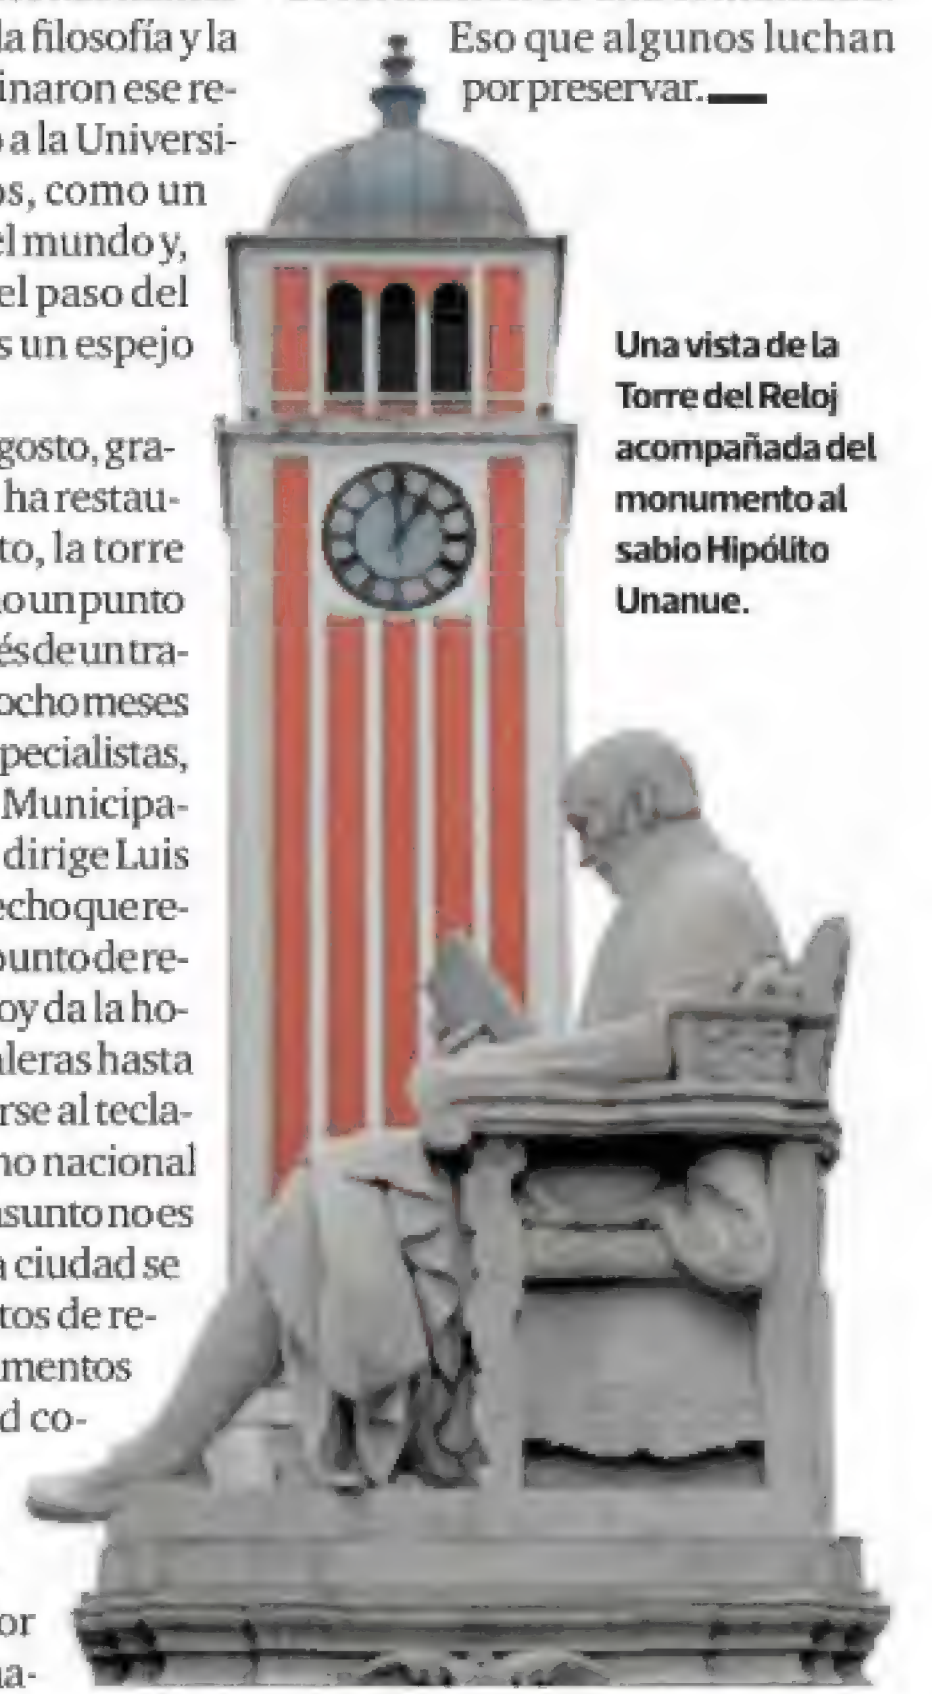 la filosofía y la
inaron ese re-
o a la Universi-
os, como un
el mundo y,
el paso del
s un espejo
gosto, gra-
ha restau-
to, la torre
o un punto
és de un tra-
ocho meses
pecialistas,
Municipa-
dirige Luis
echo que re-
punto de re-
oy da la ho-
aleras hasta
rse al tecla-
no nacional
asunto no es
a ciudad se
tos de re-
mentos
d co-
or
na-
Eso que algunos luchan
por preservar.
Una vista de la
Torre del Reloj
acompañada del
monumento al
sabio Hipólito
Unanue.